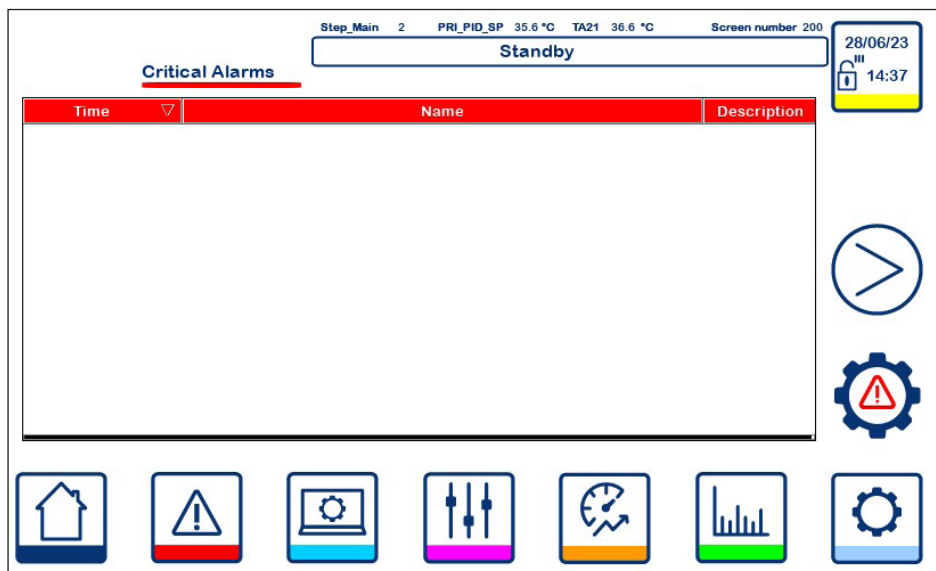 Step_Main 2 PRI_PID_SP 35.6 °C TA21 36.6 °C Screen number 200
Standby
28/06/23
14:37
Critical Alarms
Time Name Description